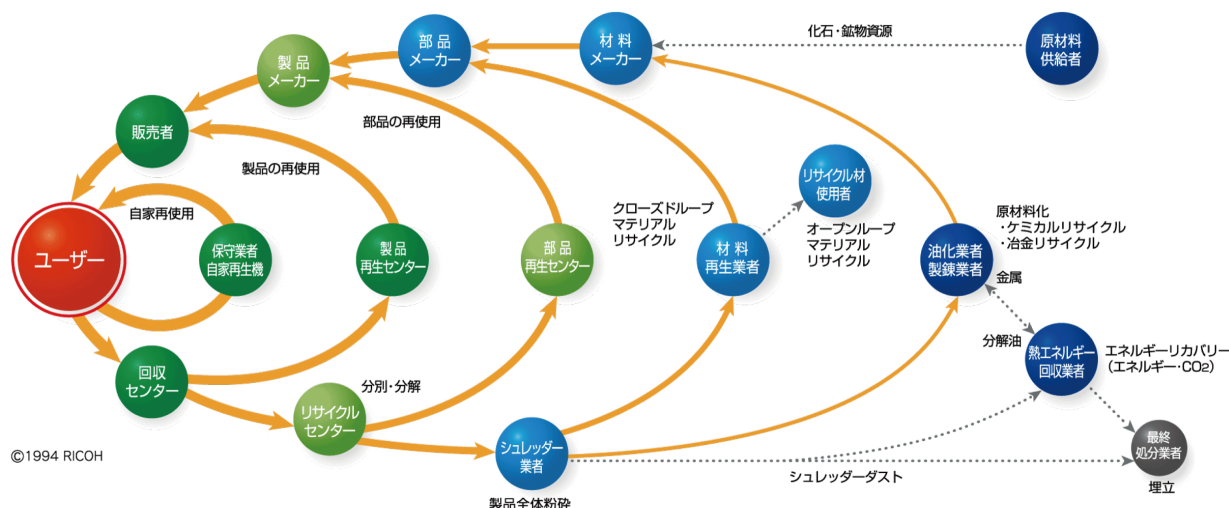 部品
メーカー
材料
メーカー
化石・鉱物資源
原材料
供給者
製品
メーカー
販売者
部品の再使用
製品の再使用
自家再使用
ユーザー
保守業者
自家再生機
製品
再生センター
部品
再生センター
クローズドループ
マテリアル
リサイクル
材料
再生業者
リサイクル材
使用者
オープンループ
マテリアル
リサイクル
原材料化
・ケミカルリサイクル
・冶金リサイクル
油化業者
製錬業者
金属
分解油
熱エネルギー
回収業者
エネルギーリカバリー
(エネルギー・CO2)
回収
センター
分別・分解
リサイクル
センター
シュレッダー
業者
製品全体粉砕
シュレッダーダスト
最終
処分業者
埋立
©1994 RICOH